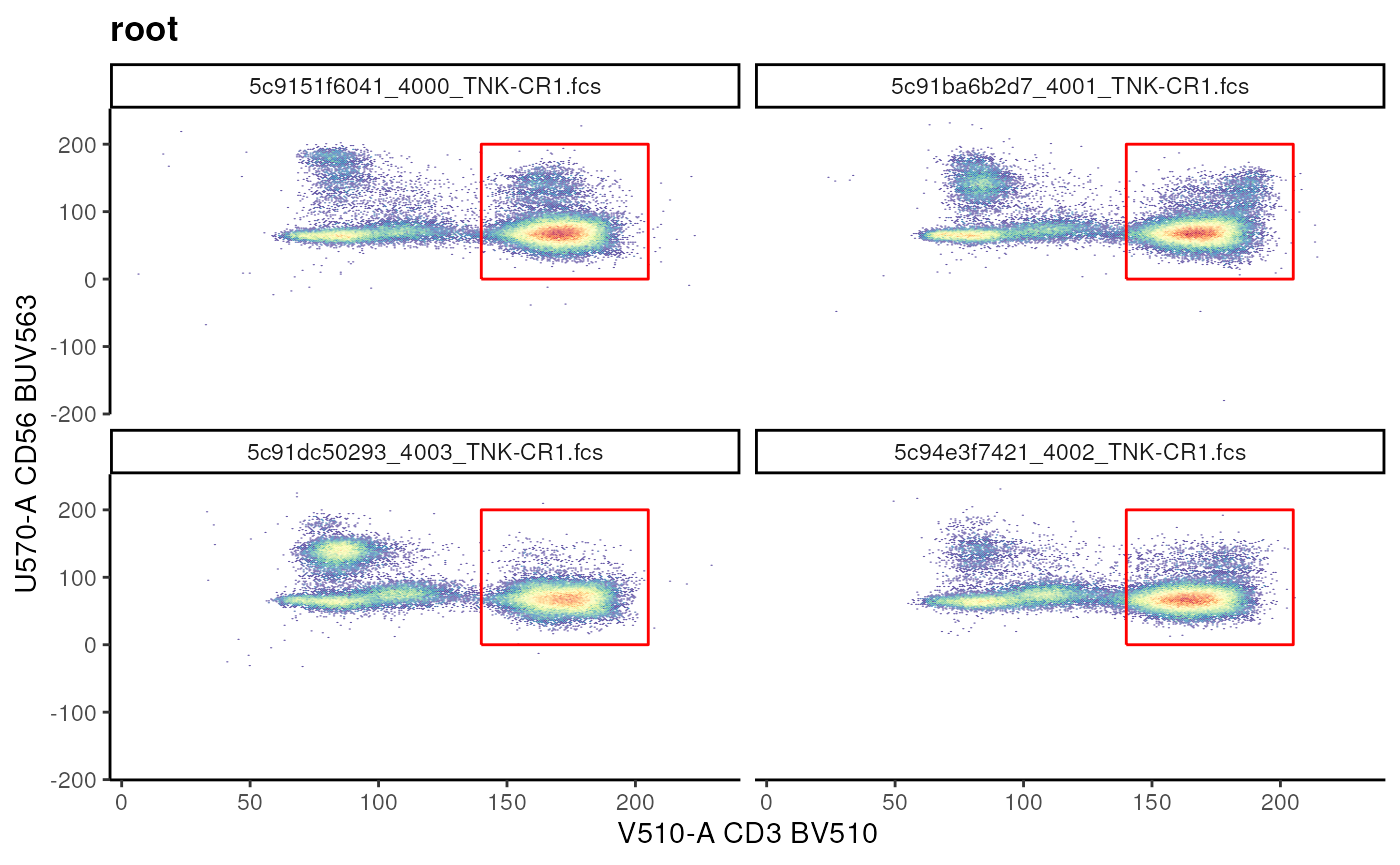 root
5c9151f6041_4000_TNK-CR1.fcs
5c91ba6b2d7_4001_TNK-CR1.fcs
200
100
0
-100
-200
U570-A CD56 BUV563
5c91dc50293_4003_TNK-CR1.fcs
5c94e3f7421_4002_TNK-CR1.fcs
200
100
0
-100
-200
0 50 100 150 200
0 50 100 150 200
V510-A CD3 BV510